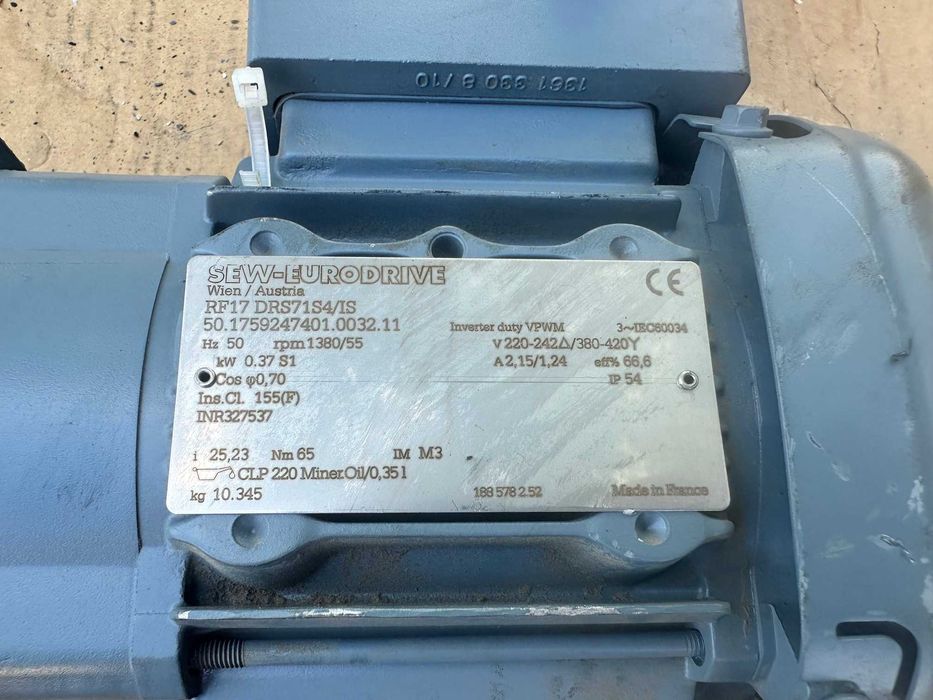 1361 330 8 /10
SEW-EURODRIVE
Wien / Austria
RF17 DRS71S4/IS
50.1759247401.0032.11 Inverter duty VPWM 3~IEC60034
Hz 50 rpm 1380/55 V 220-242△/380-420Y
kW 0.37 S1 A 2,15/1,24 eff% 66,6
Cos φ0,70 IP 54
Ins.Cl. 155(F)
INR327537
i 25,23 Nm 65 IM M3
CLP 220 Miner.Oil/0,35 l
kg 10.345 188 578 2.52 Made in France
CE